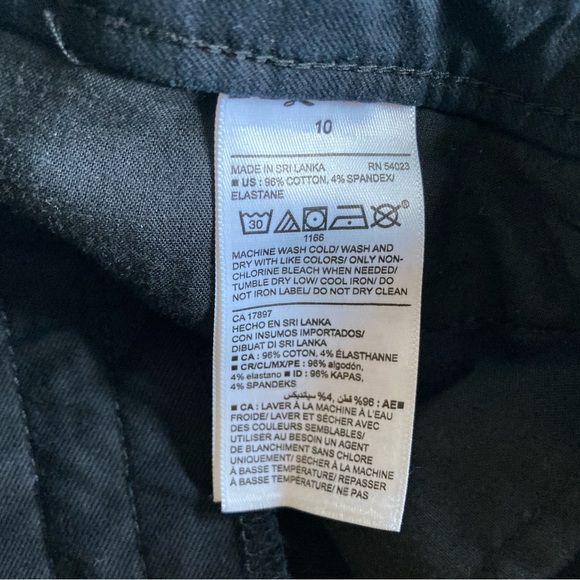 10
MADE IN SRI LANKA RN 54023
■ US : 96% COTTON, 4% SPANDEX/
ELASTANE
30
1166
MACHINE WASH COLD/ WASH AND
DRY WITH LIKE COLORS/ ONLY NON-
CHLORINE BLEACH WHEN NEEDED/
TUMBLE DRY LOW/ COOL IRON/ DO
NOT IRON LABEL/ DO NOT DRY CLEAN
CA 17897
HECHO EN SRI LANKA
CON INSUMOS IMPORTADOS/
DIBUAT DI SRI LANKA
■ CA : 96% COTON, 4% ÉLASTHANNE
■ CR/CL/MX/PE : 96% algodón,
4% elastano ■ ID : 96% KAPAS,
4% SPANDEKS
■ AE : 96% قطن, 4% سباندیکس
■ CA : LAVER À LA MACHINE À L'EAU
FROIDE/ LAVER ET SÉCHER AVEC
DES COULEURS SEMBLABLES/
UTILISER AU BESOIN UN AGENT
DE BLANCHIMENT SANS CHLORE
UNIQUEMENT/ SÉCHER À LA MACHINE
À BASSE TEMPÉRATURE/ REPASSER
À BASSE TEMPÉRATURE/ NE PAS